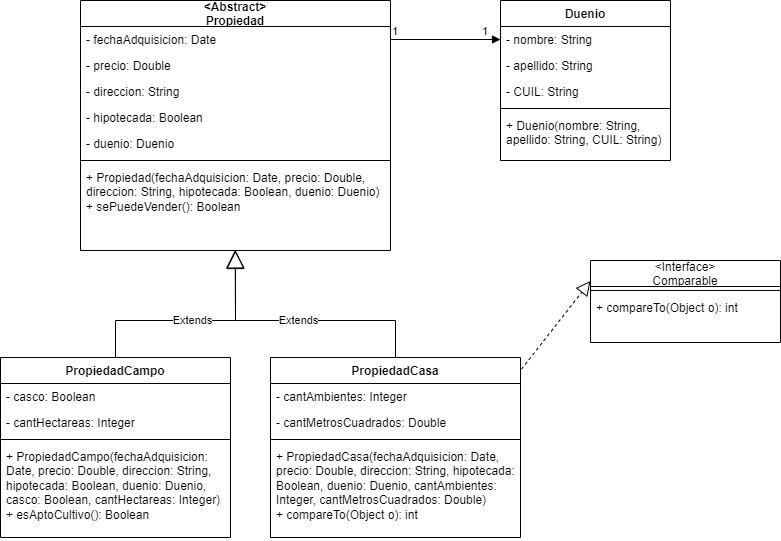 <Abstract>
Propiedad
- fechaAdquisicion: Date
- precio: Double
- direccion: String
- hipotecada: Boolean
- duenio: Duenio
+ Propiedad(fechaAdquisicion: Date, precio: Double,
direccion: String, hipotecada: Boolean, duenio: Duenio)
+ sePuedeVender(): Boolean
1
1
Duenio
- nombre: String
- apellido: String
- CUIL: String
+ Duenio(nombre: String,
apellido: String, CUIL: String)
<Interface>
Comparable
+ compareTo(Object o): int
Extends
Extends
PropiedadCampo
- casco: Boolean
- cantHectareas: Integer
+ PropiedadCampo(fechaAdquisicion:
Date, precio: Double, direccion: String,
hipotecada: Boolean, duenio: Duenio,
casco: Boolean, cantHectareas: Integer)
+ esAptoCultivo(): Boolean
PropiedadCasa
- cantAmbientes: Integer
- cantMetrosCuadrados: Double
+ PropiedadCasa(fechaAdquisicion: Date,
precio: Double, direccion: String, hipotecada:
Boolean, duenio: Duenio, cantAmbientes:
Integer, cantMetrosCuadrados: Double)
+ compareTo(Object o): int